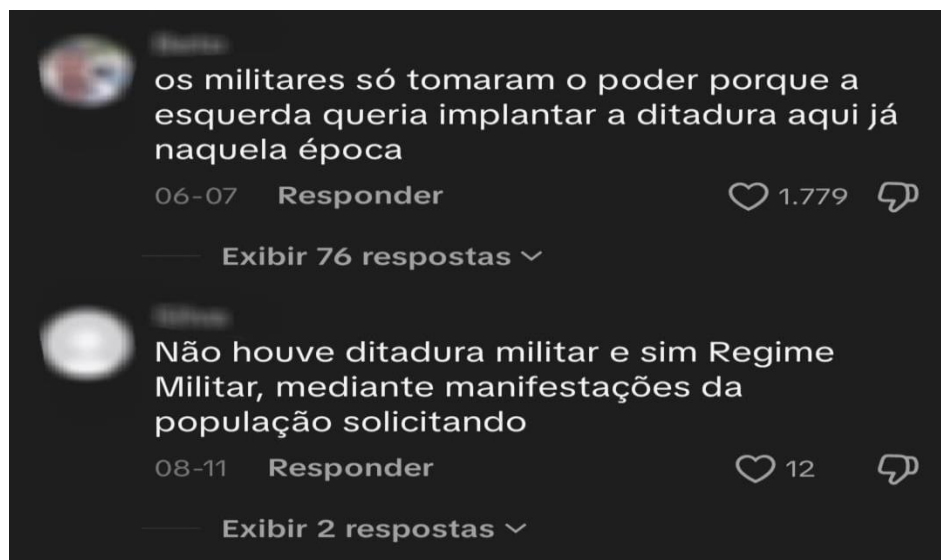 os militares só tomaram o poder porque a
esquerda queria implantar a ditadura aqui já
naquela época
06-07 Responder 1.779
Exibir 76 respostas
Não houve ditadura militar e sim Regime
Militar, mediante manifestações da
população solicitando
08-11 Responder 12
Exibir 2 respostas